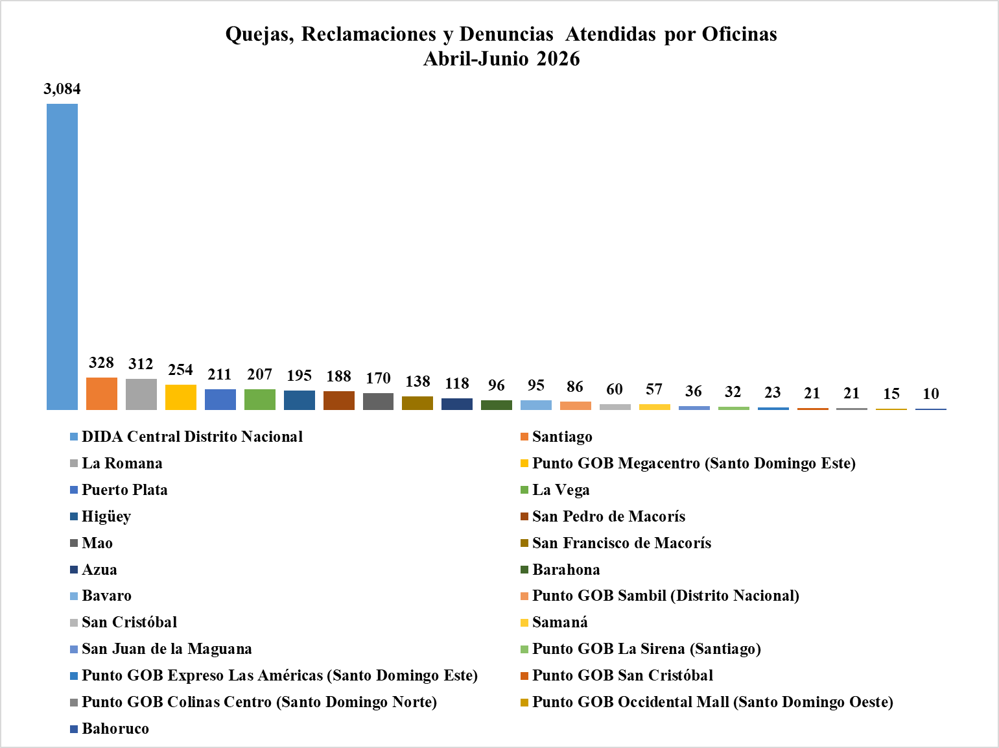 Quejas, Reclamaciones y Denuncias  Atendidas por Oficinas
Abril-Junio 2026
3,084
328
312
254
211
207
195
188
170
138
118
96
95
86
60
57
36
32
23
21
21
15
10
DIDA Central Distrito Nacional
Santiago
La Romana
Punto GOB Megacentro (Santo Domingo Este)
Puerto Plata
La Vega
Higüey
San Pedro de Macorís
Mao
San Francisco de Macorís
Azua
Barahona
Bavaro
Punto GOB Sambil (Distrito Nacional)
San Cristóbal
Samaná
San Juan de la Maguana
Punto GOB La Sirena (Santiago)
Punto GOB Expreso Las Américas (Santo Domingo Este)
Punto GOB San Cristóbal
Punto GOB Colinas Centro (Santo Domingo Norte)
Punto GOB Occidental Mall (Santo Domingo Oeste)
Bahoruco